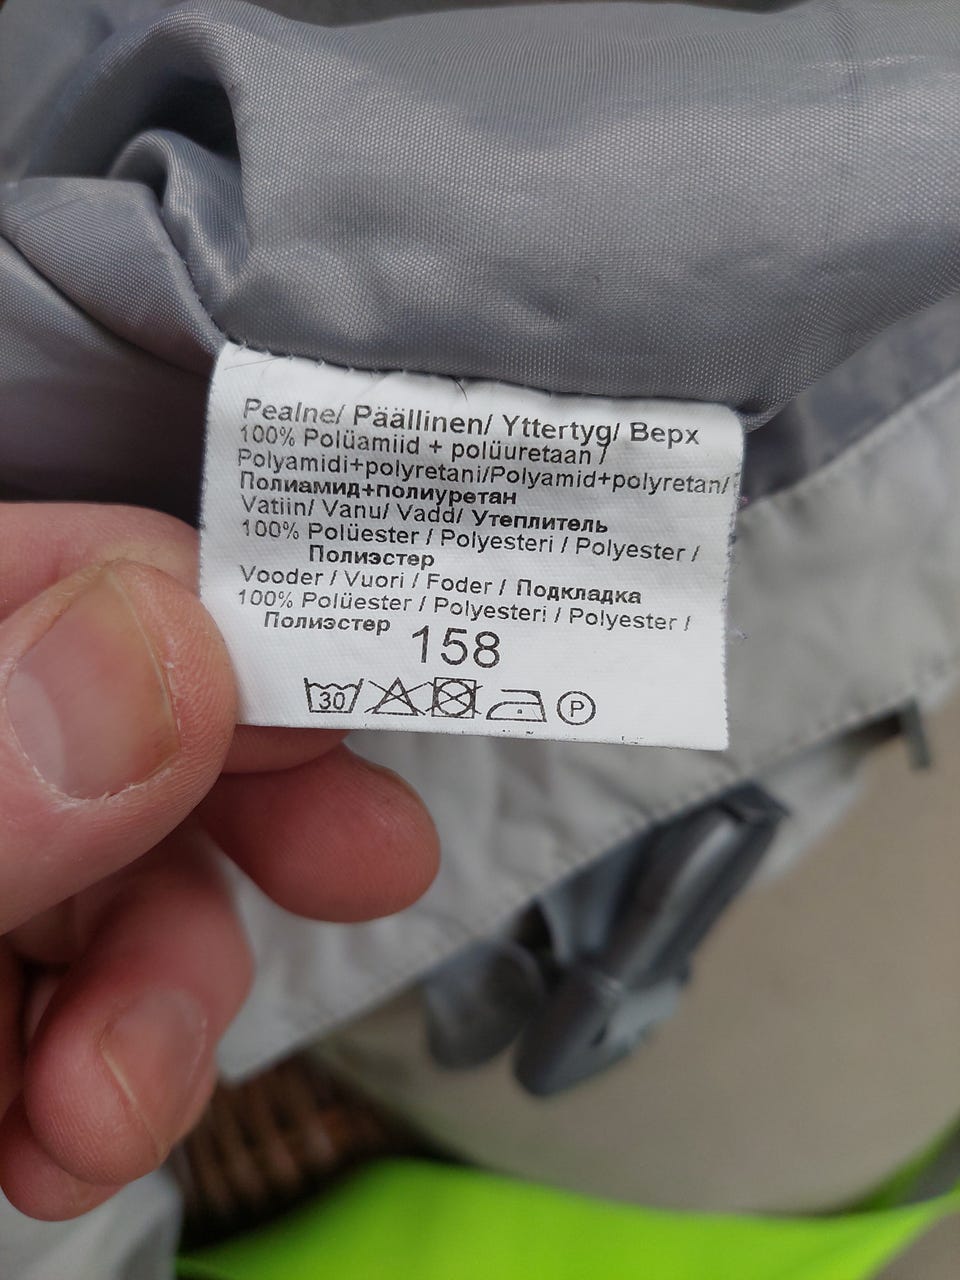 Pealne/ Päällinen/ Yttertyg/ Верх
100% Polüamiid + polüuretaan /
Polyamidi+polyretani/Polyamid+polyretan/
Полиамид+полиуретан
Vatiin/ Vanu/ Vadd/ Утеплитель
100% Polüester / Polyesteri / Polyester /
Полиэстер
Vooder / Vuori / Foder / Подкладка
100% Polüester / Polyesteri / Polyester /
Полиэстер
158
30 P